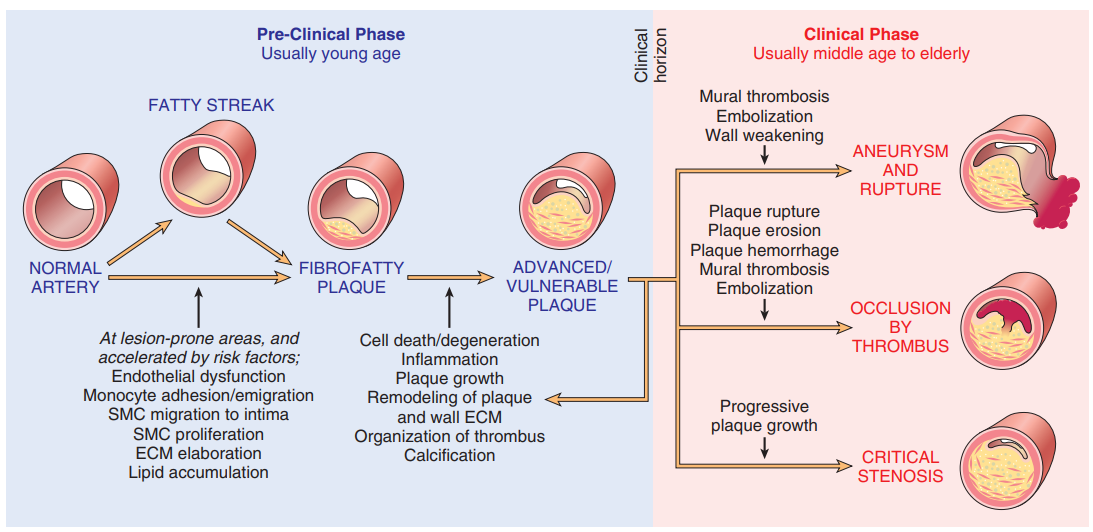 Pre-Clinical Phase
Usually young age
Clinical
horizon
Clinical Phase
Usually middle age to elderly
FATTY STREAK
NORMAL
ARTERY
FIBROFATTY
PLAQUE
ADVANCED/
VULNERABLE
PLAQUE
At lesion-prone areas, and
accelerated by risk factors;
Endothelial dysfunction
Monocyte adhesion/emigration
SMC migration to intima
SMC proliferation
ECM elaboration
Lipid accumulation
Cell death/degeneration
Inflammation
Plaque growth
Remodeling of plaque
and wall ECM
Organization of thrombus
Calcification
Mural thrombosis
Embolization
Wall weakening
ANEURYSM
AND
RUPTURE
Plaque rupture
Plaque erosion
Plaque hemorrhage
Mural thrombosis
Embolization
OCCLUSION
BY
THROMBUS
Progressive
plaque growth
CRITICAL
STENOSIS